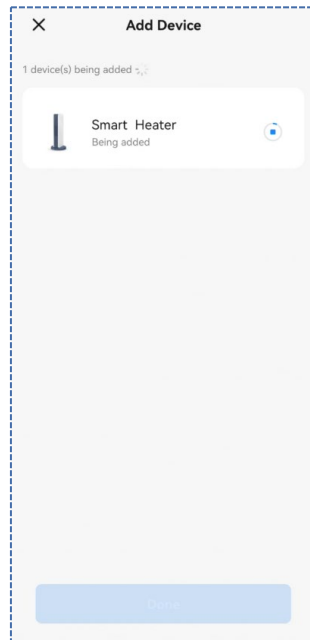 Add Device
1 device(s) being added
Smart Heater
Being added
Done